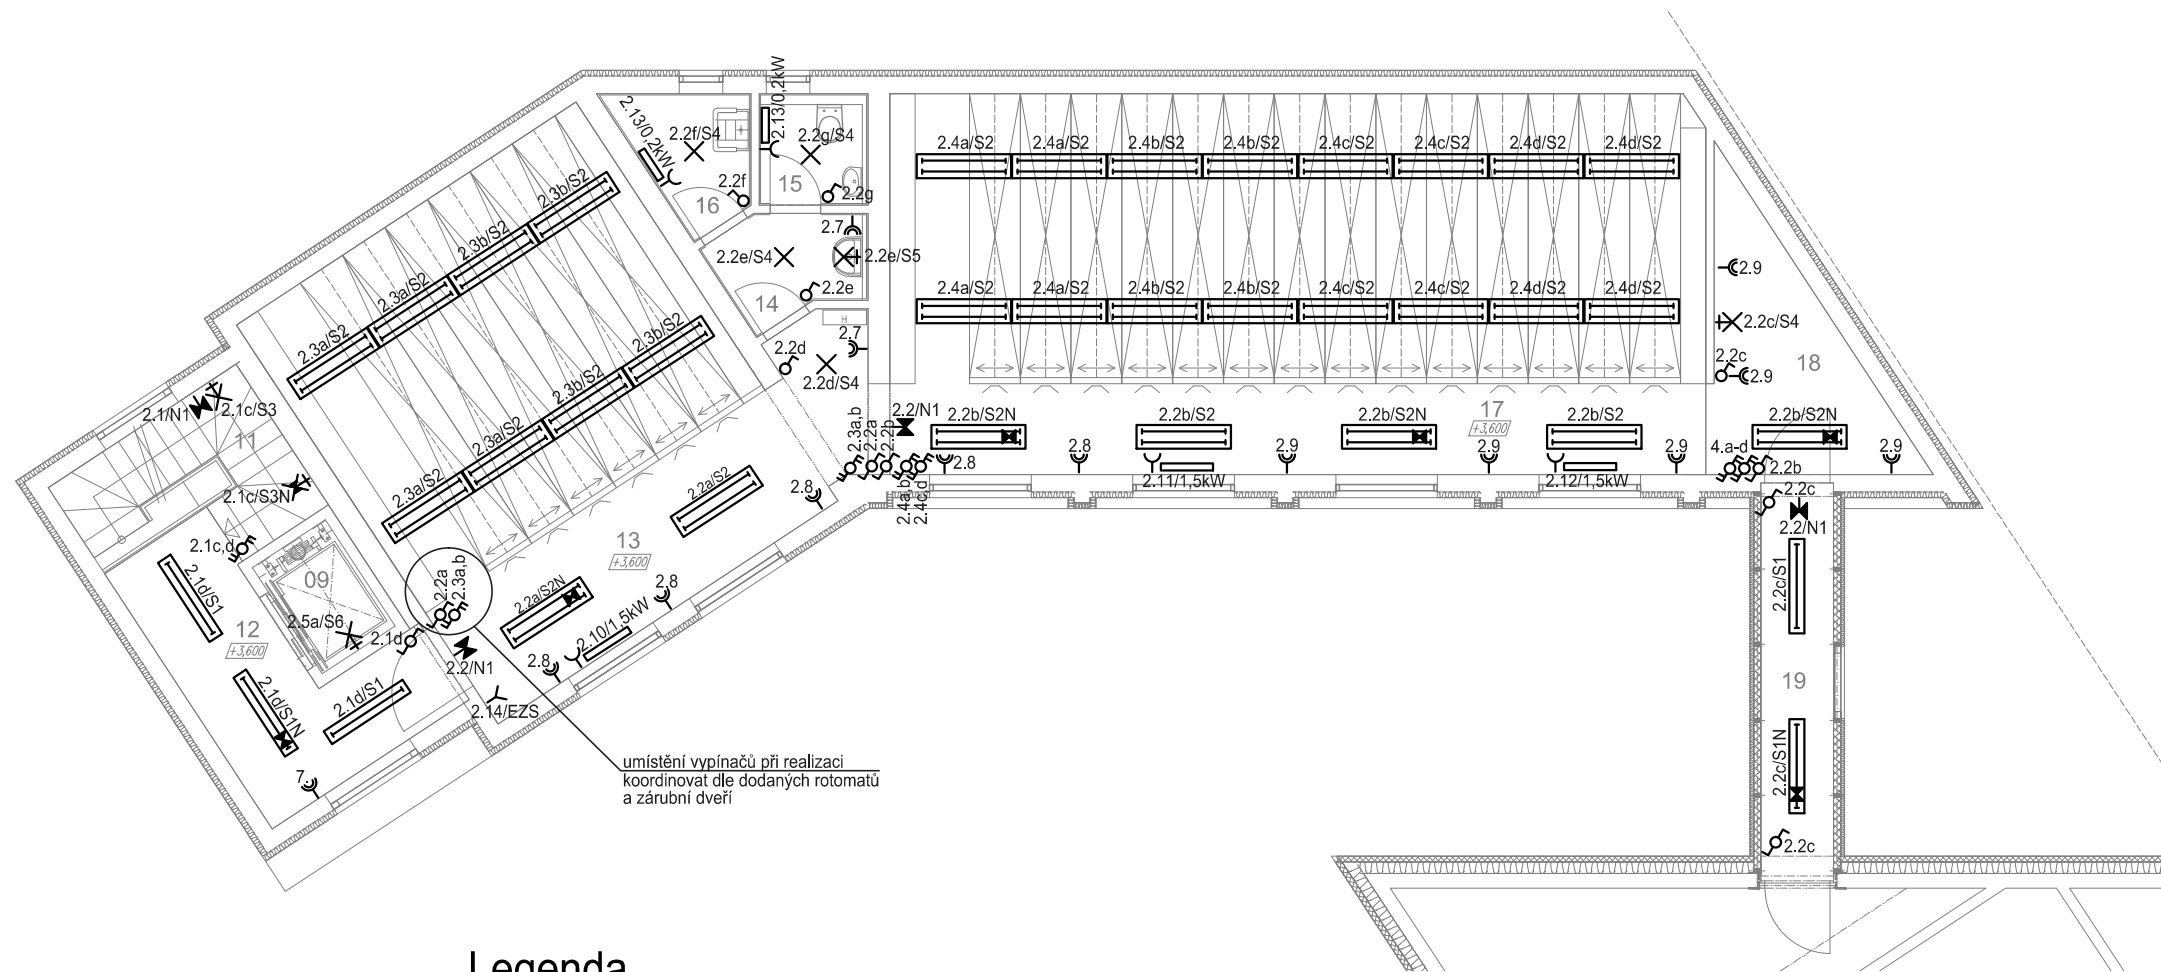 2.13/0,2kW
2.2f/S4
2.13/0,2kW
2.2g/S4
2.4a/S2
2.4a/S2
2.4b/S2
2.4b/S2
2.4c/S2
2.4c/S2
2.4d/S2
2.4d/S2
2.2f
16
15
2.2g
2.7
2.2e/S4
2.2e/S5
2.2e
14
H
2.7
2.2d
2.2d/S4
2.3b/S2
2.3b/S2
2.3a/S2
2.3a/S2
2.3b/S2
2.3b/S2
2.3a/S2
2.3a/S2
2.4a/S2
2.4a/S2
2.4b/S2
2.4b/S2
2.4c/S2
2.4c/S2
2.4d/S2
2.4d/S2
2.9
2.2c/S4
2.2c
2.9
18
2.1/N1
2.1c/S3
11
2.1c/S3N
2.1c,d
09
2.1d/S1
12
+3,600
2.5a/S6
2.1d
2.1d/S1N
2.1d/S1
7.
2.2a
2.3a,b
2.2/N1
2.14/EZS
2.8
2.10/1,5kW
2.2a/S2N
2.8
13
+3,600
2.2a/S2
2.8
2.3a,b
2.2a
2.2b
2.2/N1
2.4a,b
2.4c,d
2.2b/S2N
2.2b/S2
2.2b/S2N
17
+3,600
2.2b/S2
2.2b/S2N
2.8
2.8
2.11/1,5kW
2.9
2.9
2.12/1,5kW
2.9
4.a-d
2.2b
2.9
2.2c
2.2/N1
2.2c/S1
19
2.2c/S1N
2.2c
umístění vypínačů při realizaci
koordinovat dle dodaných rotomatů
a zárubní dveří
Legenda